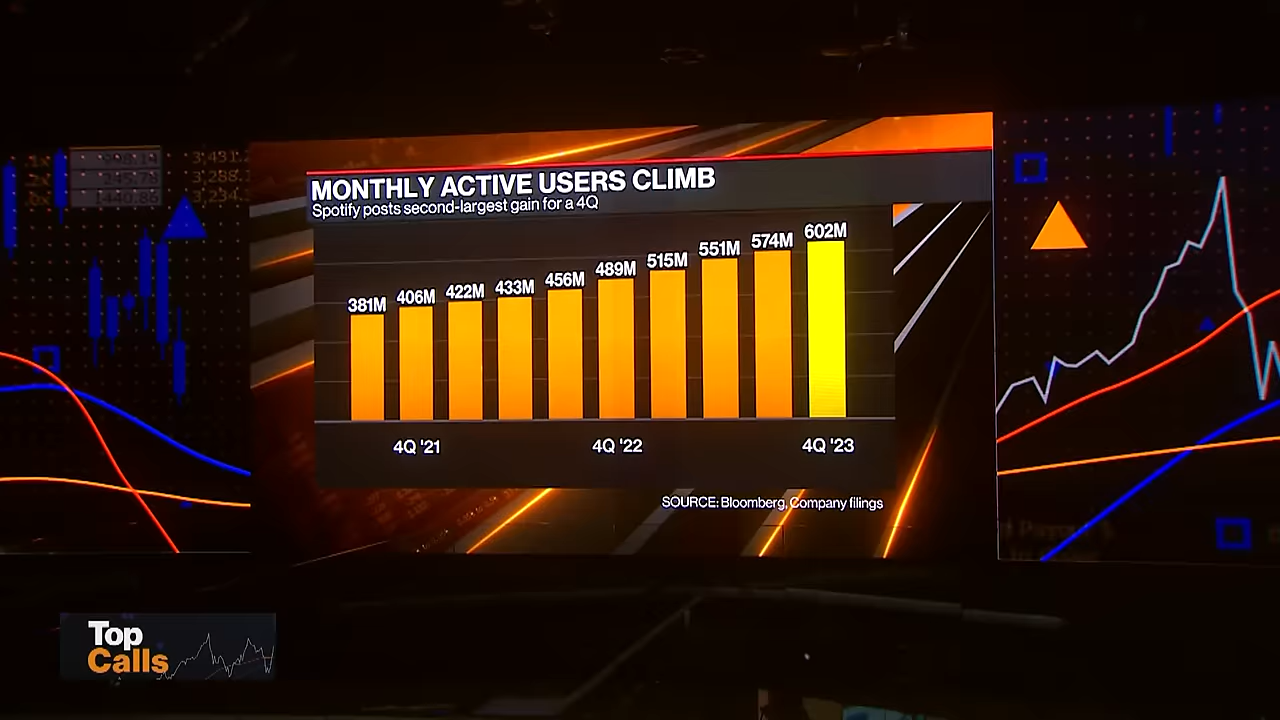 MONTHLY ACTIVE USERS CLIMB
Spotify posts second-largest gain for a 4Q
381M 406M 422M 433M 456M 489M 515M 551M 574M 602M
4Q '21 4Q '22 4Q '23
SOURCE: Bloomberg, Company filings
Top
Calls